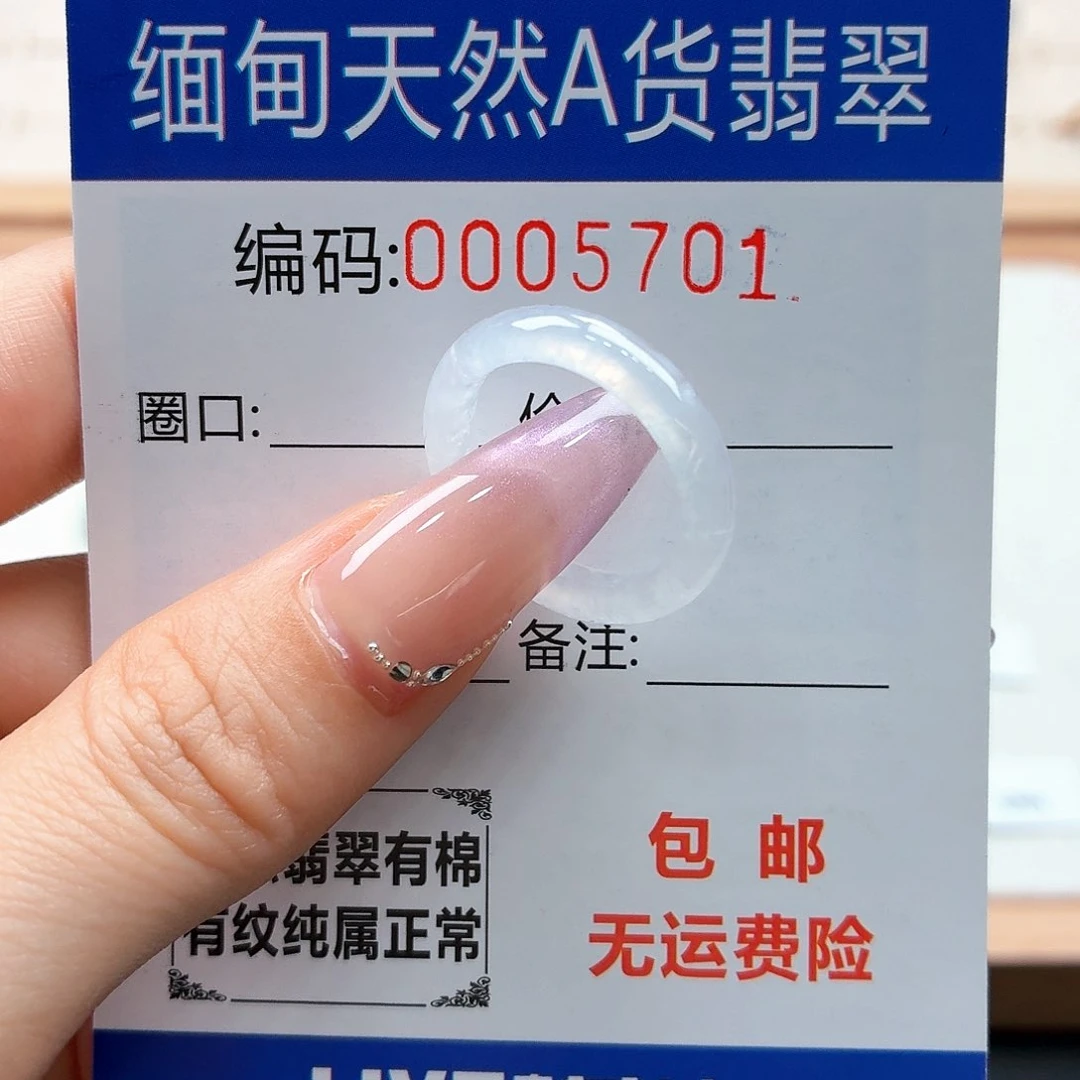 缅甸天然A货翡翠
编码:0005701
圈口:
备注:
翡翠有棉
有纹纯属正常
包邮
无运费险